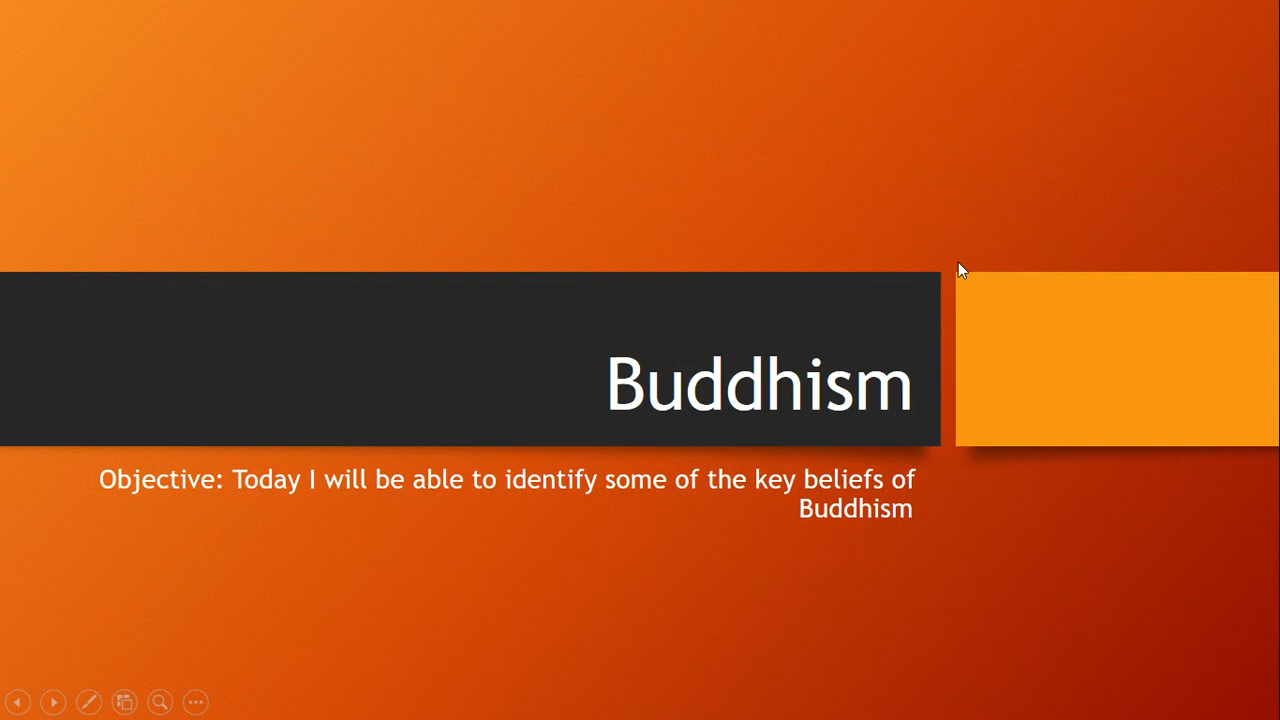 Buddhism
Objective: Today I will be able to identify some of the key beliefs of
Buddhism